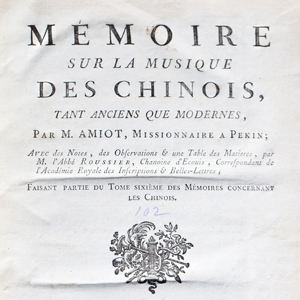 MÉMOIRE
SUR LA MUSIQUE
DES CHINOIS,
TANT ANCIENS QUE MODERNES,
PAR M. AMIOT, MISSIONNAIRE A PEKIN;
AVEC des Notes, des Observations & une Table des Matieres, par
M. l'Abbé ROUSSIER, Chanoine d'Ecouis, Correspondant de
l'Académie Royale des Inscriptions & Belles-Lettres;
FAISANT PARTIE DU TOME SIXIÈME DES MÉMOIRES CONCERNANT
LES CHINOIS.
102